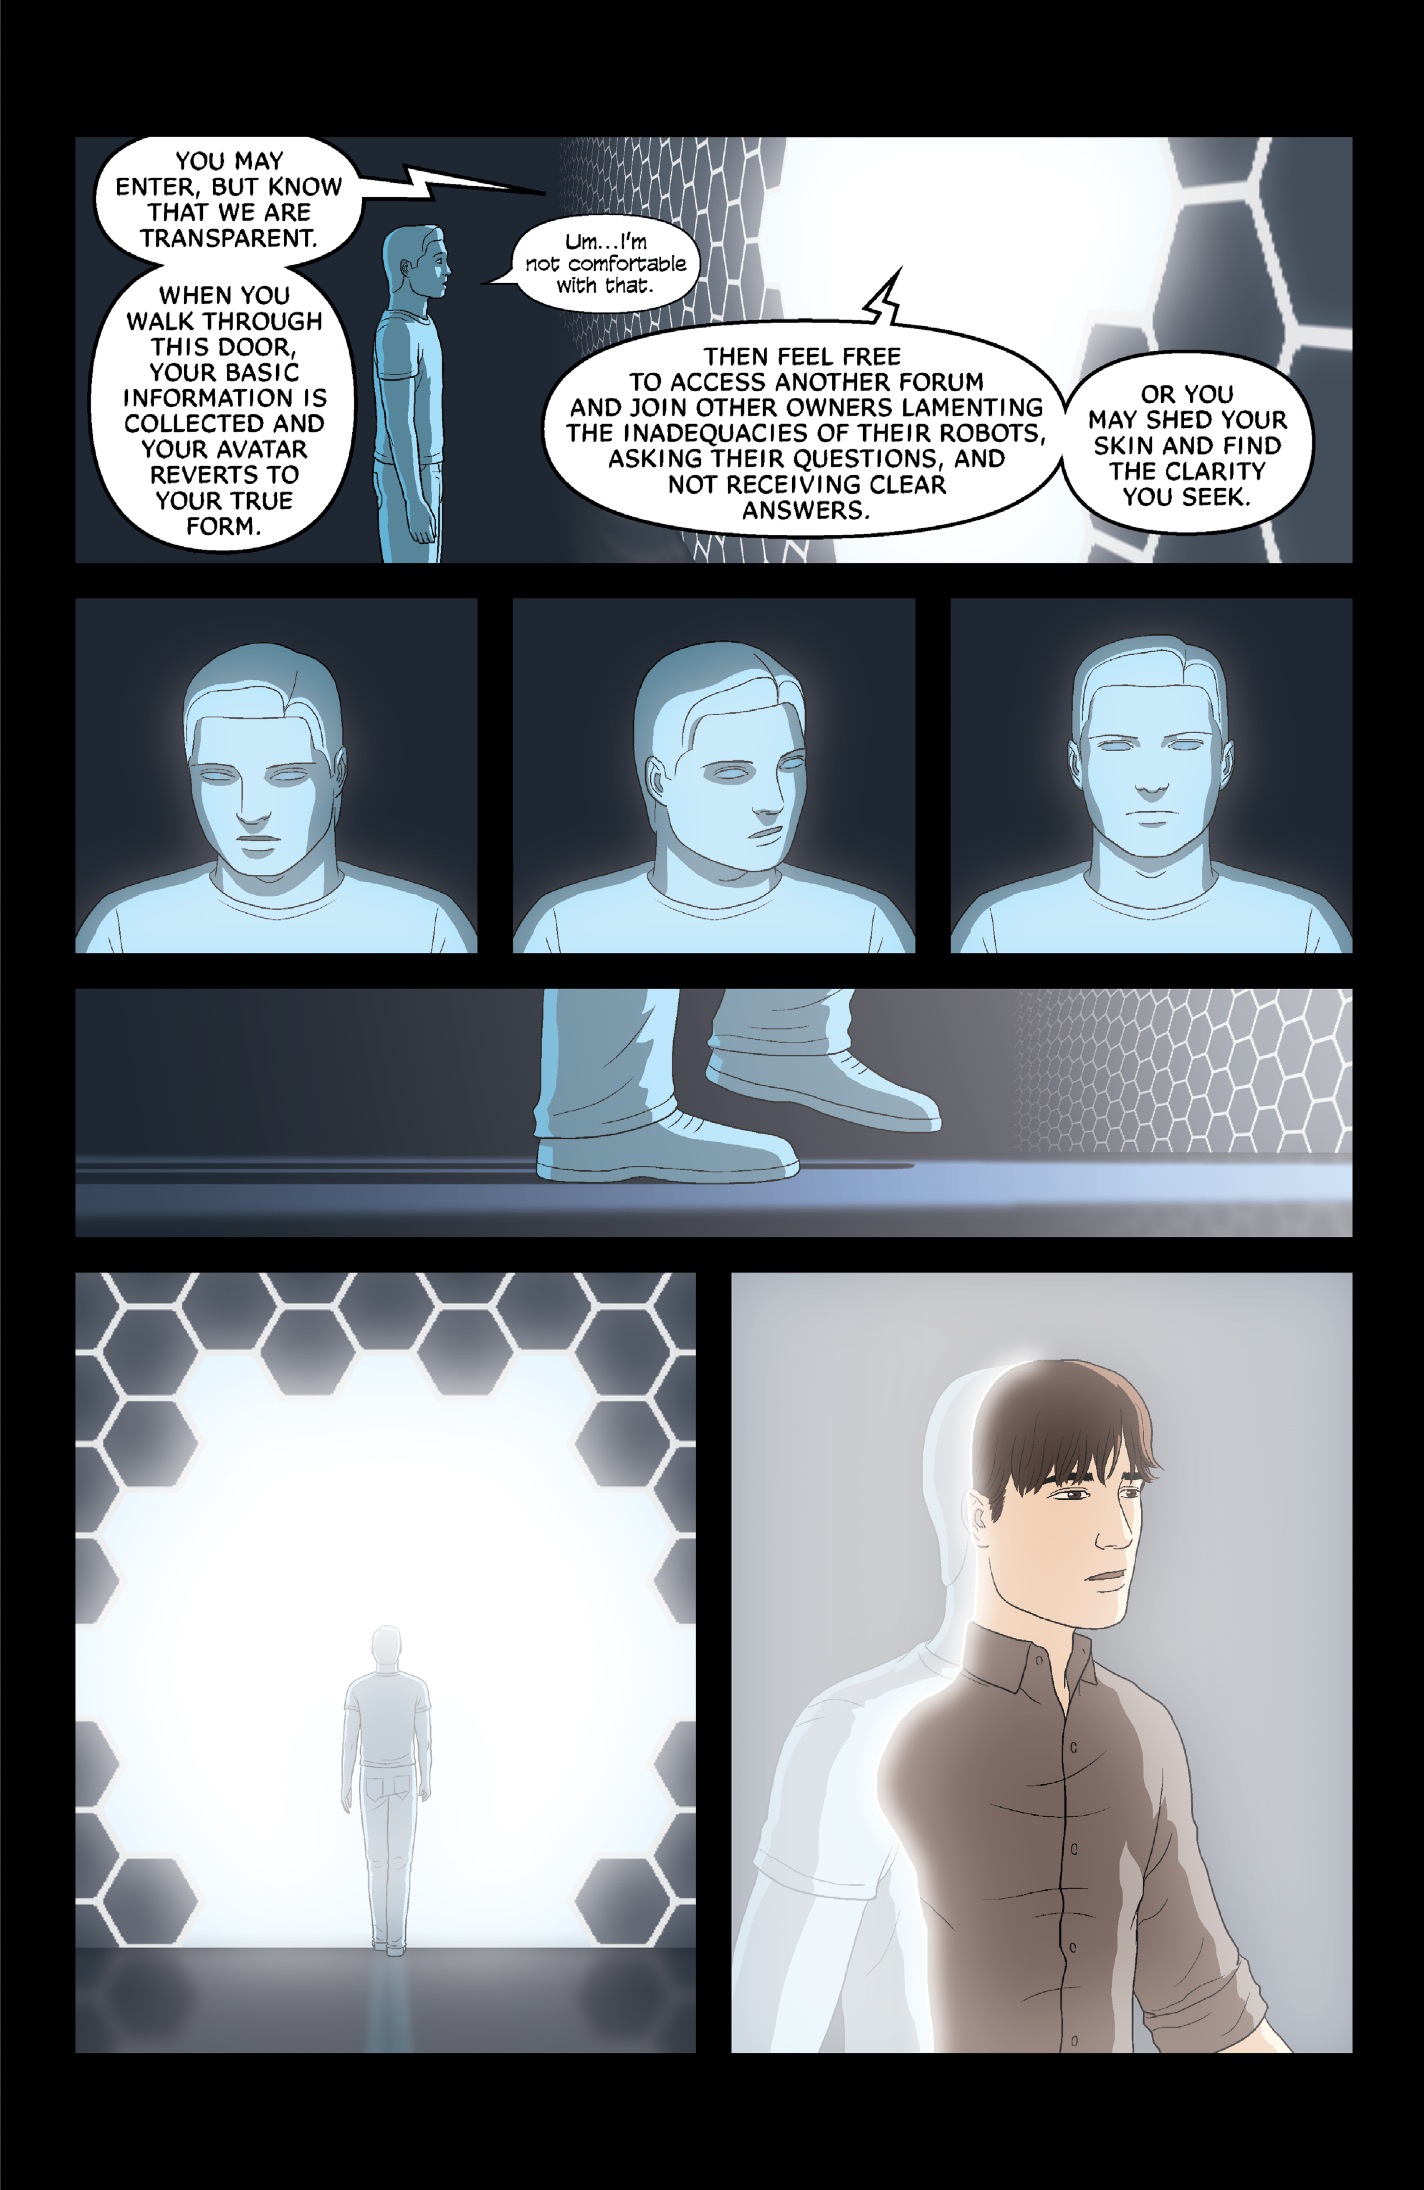 YOU MAY
ENTER, BUT KNOW
THAT WE ARE
TRANSPARENT.
WHEN YOU
WALK THROUGH
THIS DOOR,
YOUR BASIC
INFORMATION IS
COLLECTED AND
YOUR AVATAR
REVERTS TO
YOUR TRUE
FORM.
Um...I'm
not comfortable
with that.
THEN FEEL FREE
TO ACCESS ANOTHER FORUM
AND JOIN OTHER OWNERS LAMENTING
THE INADEQUACIES OF THEIR ROBOTS,
ASKING THEIR QUESTIONS, AND
NOT RECEIVING CLEAR
ANSWERS.
OR YOU
MAY SHED YOUR
SKIN AND FIND
THE CLARITY
YOU SEEK.